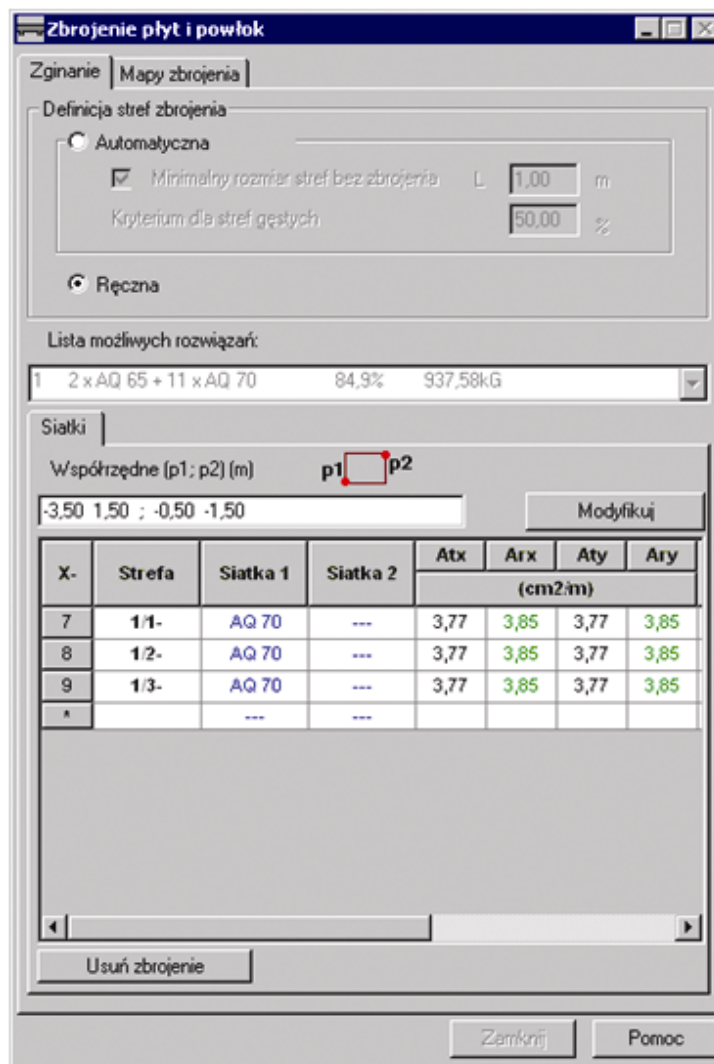 Zbrojenie płyt i powłok
Zginanie Mapy zbrojenia
Definicja stref zbrojenia
Automatyczna
Minimalny rozmiar stref bez zbrojenia L 1,00 m
Kryterium dla stref gęstych 50,00 %
Ręczna
Lista możliwych rozwiązań:
1 2 x AQ 65 + 11 x AQ 70 84,9% 937,58kG
Siatki
Współrzędne (p1; p2) (m) p1 p2
-3,50 1,50 ; -0,50 -1,50 Modyfikuj
X- Strefa Siatka 1 Siatka 2 Atx Arx Aty Ary
(cm2/m)
7 1/1- AQ 70 --- 3,77 3,85 3,77 3,85
8 1/2- AQ 70 --- 3,77 3,85 3,77 3,85
9 1/3- AQ 70 --- 3,77 3,85 3,77 3,85
* --- ---
Usuń zbrojenie
Zamknij Pomoc